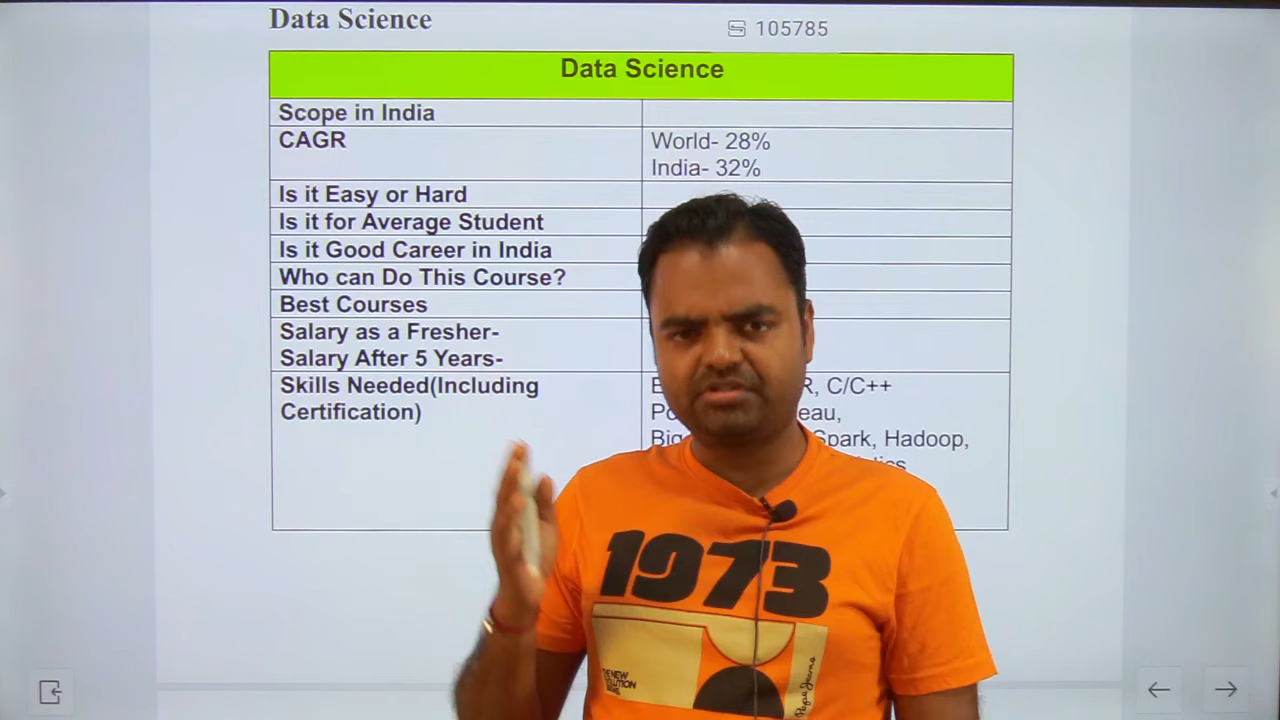 Data Science
105785
Data Science
Scope in India
CAGR
World- 28%
India- 32%
Is it Easy or Hard
Is it for Average Student
Is it Good Career in India
Who can Do This Course?
Best Courses
Salary as a Fresher-
Salary After 5 Years-
Skills Needed(Including
Certification)
R, C/C++
Spark, Hadoop,
1973
THE NEW